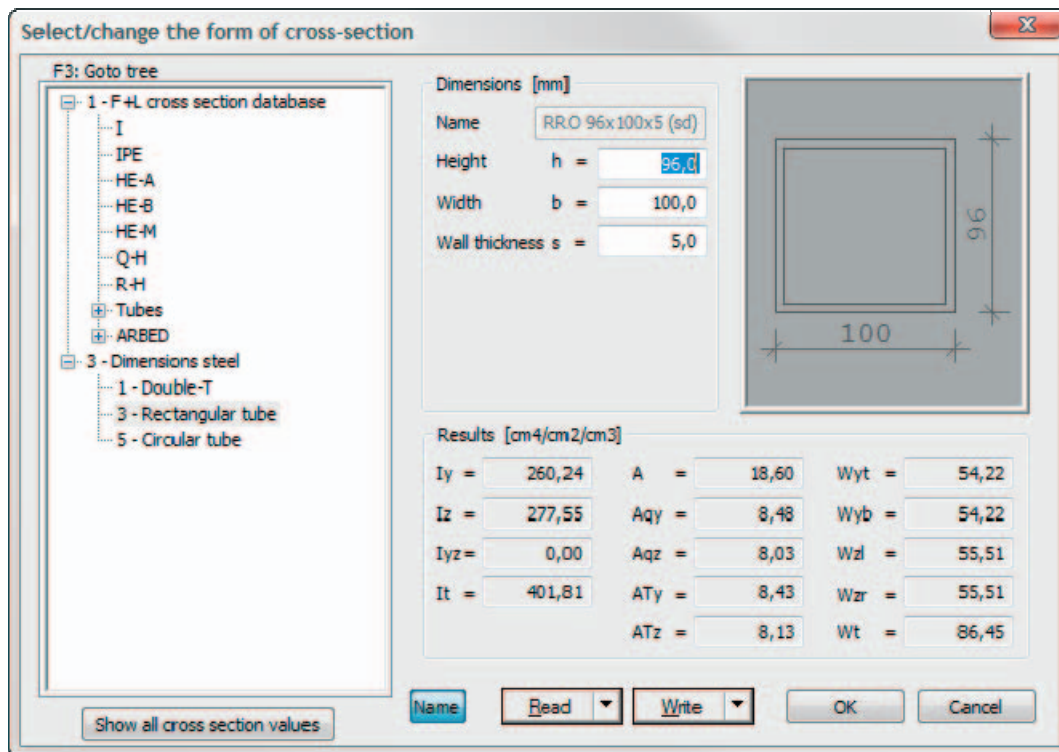 Select/change the form of cross-section
X
F3: Goto tree
1 - F+L cross section database
I
IPE
HE-A
HE-B
HE-M
Q-H
R-H
Tubes
ARBED
3 - Dimensions steel
1 - Double-T
3 - Rectangular tube
5 - Circular tube
Show all cross section values
Dimensions [mm]
Name RRO 96x100x5 (sd)
Height h = 96,0
Width b = 100,0
Wall thickness s = 5,0
96
100
Results [cm4/cm2/cm3]
Iy = 260,24 A = 18,60 Wyt = 54,22
Iz = 277,55 Aqy = 8,48 Wyb = 54,22
Iyz= 0,00 Aqz = 8,03 Wzl = 55,51
It = 401,81 ATy = 8,43 Wzr = 55,51
ATz = 8,13 Wt = 86,45
Name Read Write OK Cancel